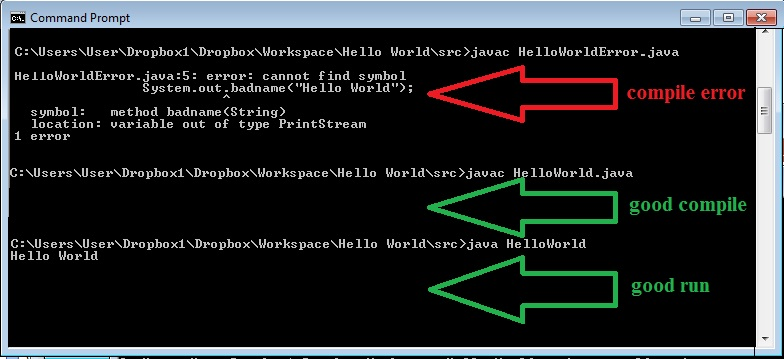 Command Prompt
C:\Users\User\Dropbox1\Dropbox\Workspace\Hello World\src>javac HelloWorldError.java
HelloWorldError.java:5: error: cannot find symbol
System.out.badname("Hello World");
^
symbol:   method badname(String)
location: variable out of type PrintStream
1 error
compile error
C:\Users\User\Dropbox1\Dropbox\Workspace\Hello World\src>javac HelloWorld.java
good compile
C:\Users\User\Dropbox1\Dropbox\Workspace\Hello World\src>java HelloWorld
Hello World
good run